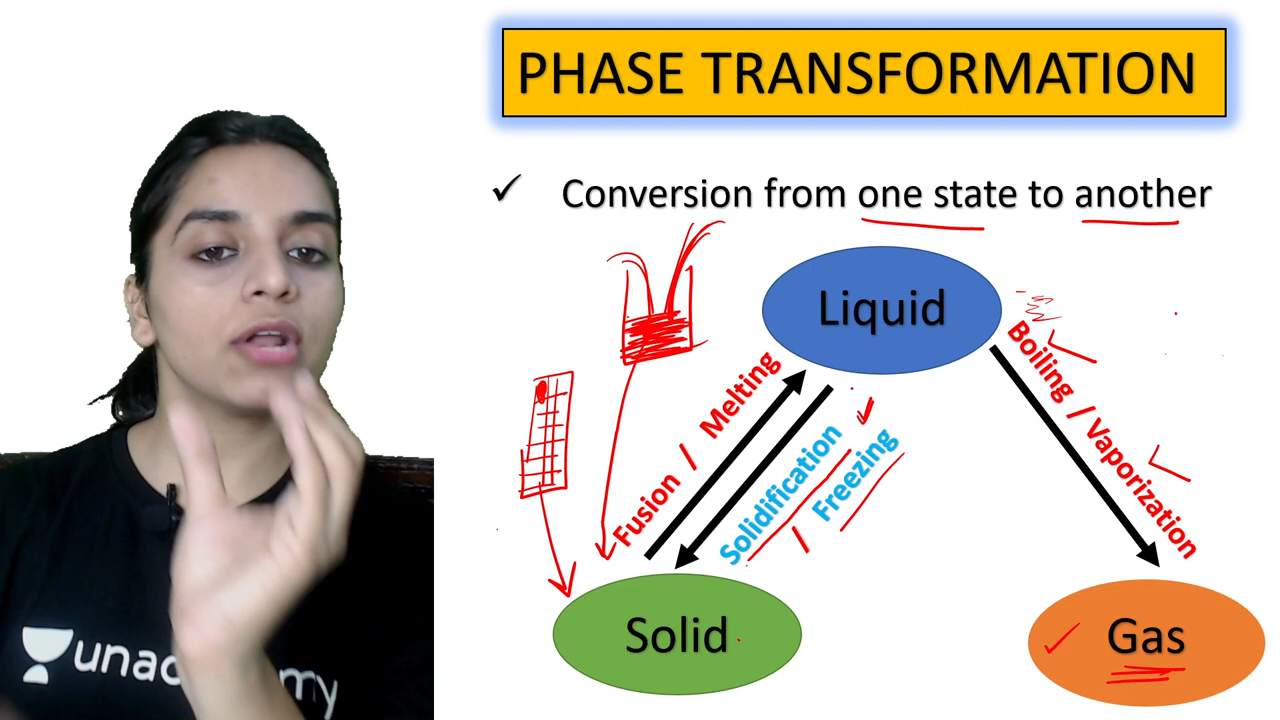 PHASE TRANSFORMATION
✓ Conversion from one state to another
Liquid
Boiling / Vaporization
Fusion / Melting
Solidification
/ Freezing
Solid
Gas
unacademy